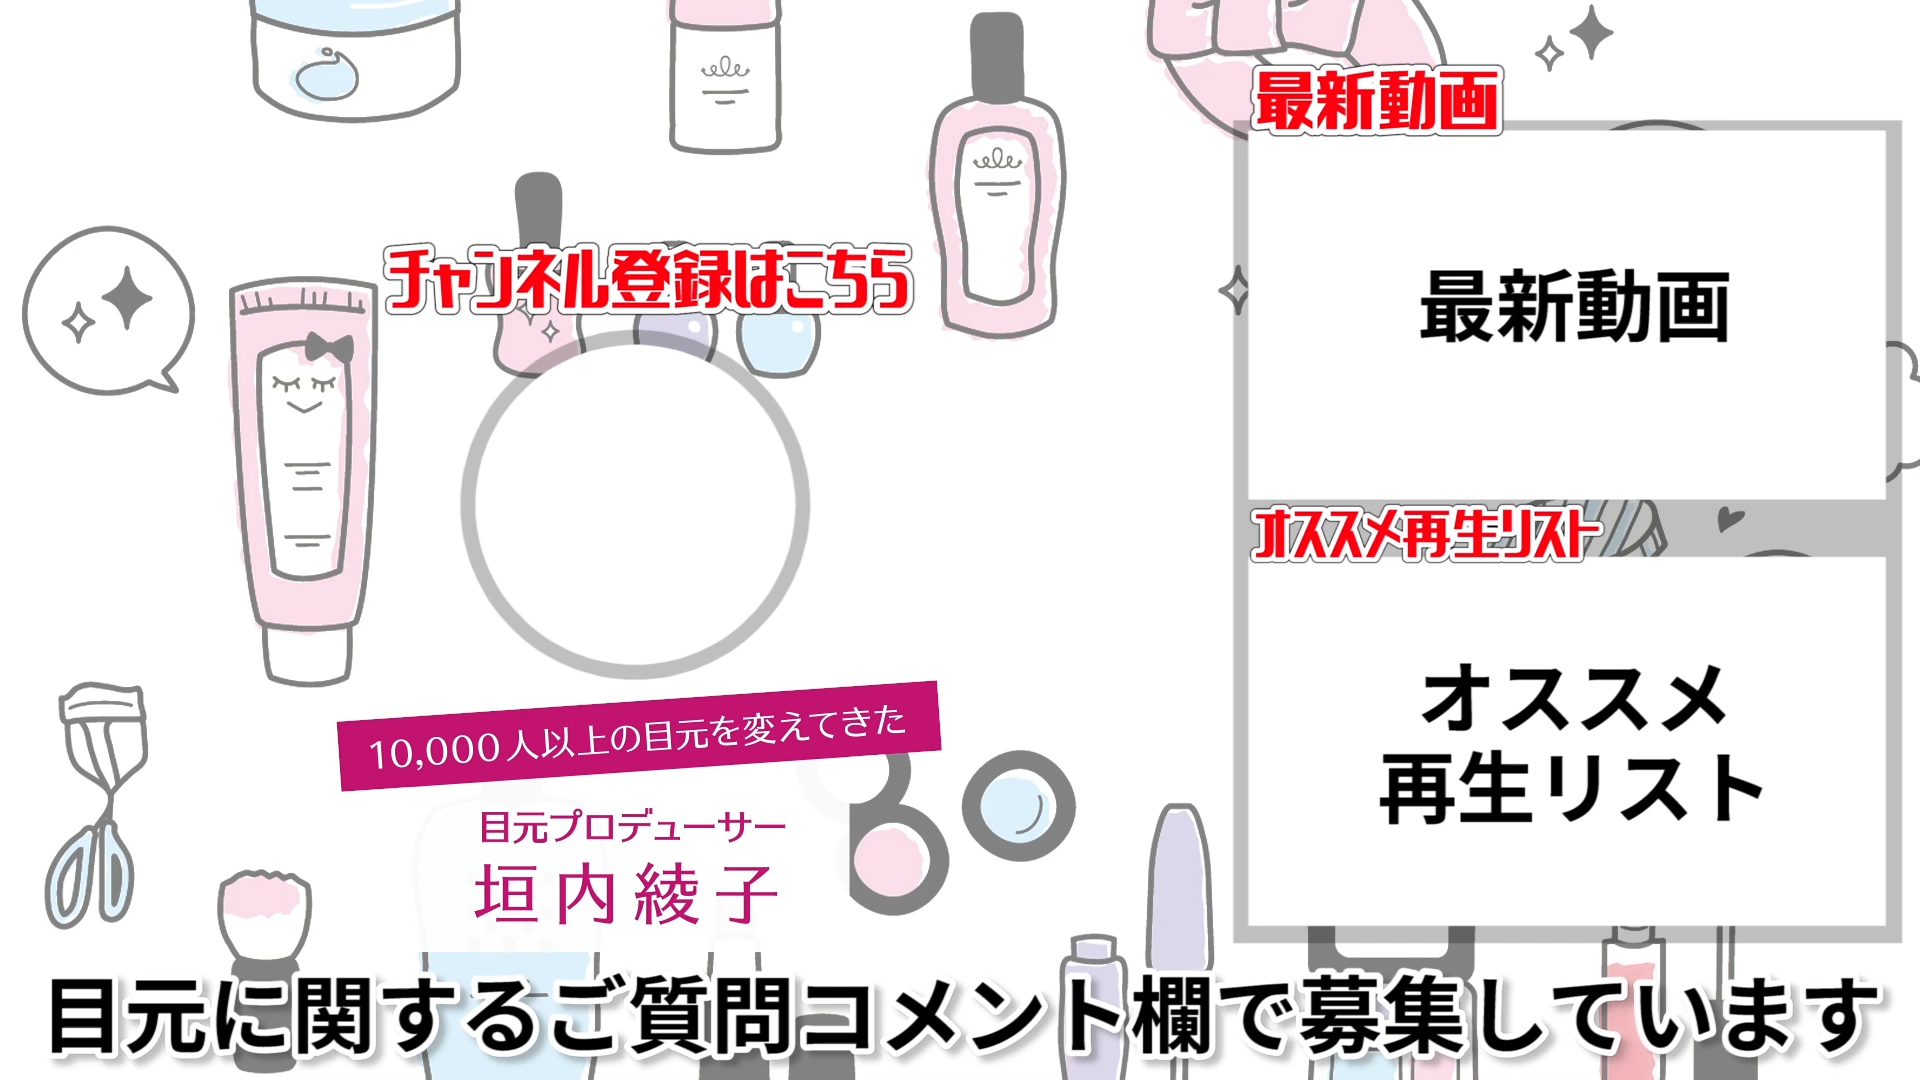 最新動画
最新動画
チャンネル登録はこちら
オススメ再生リスト
オススメ
再生リスト
10,000人以上の目元を変えてきた
目元プロデューサー
垣内綾子
目元に関するご質問コメント欄で募集しています